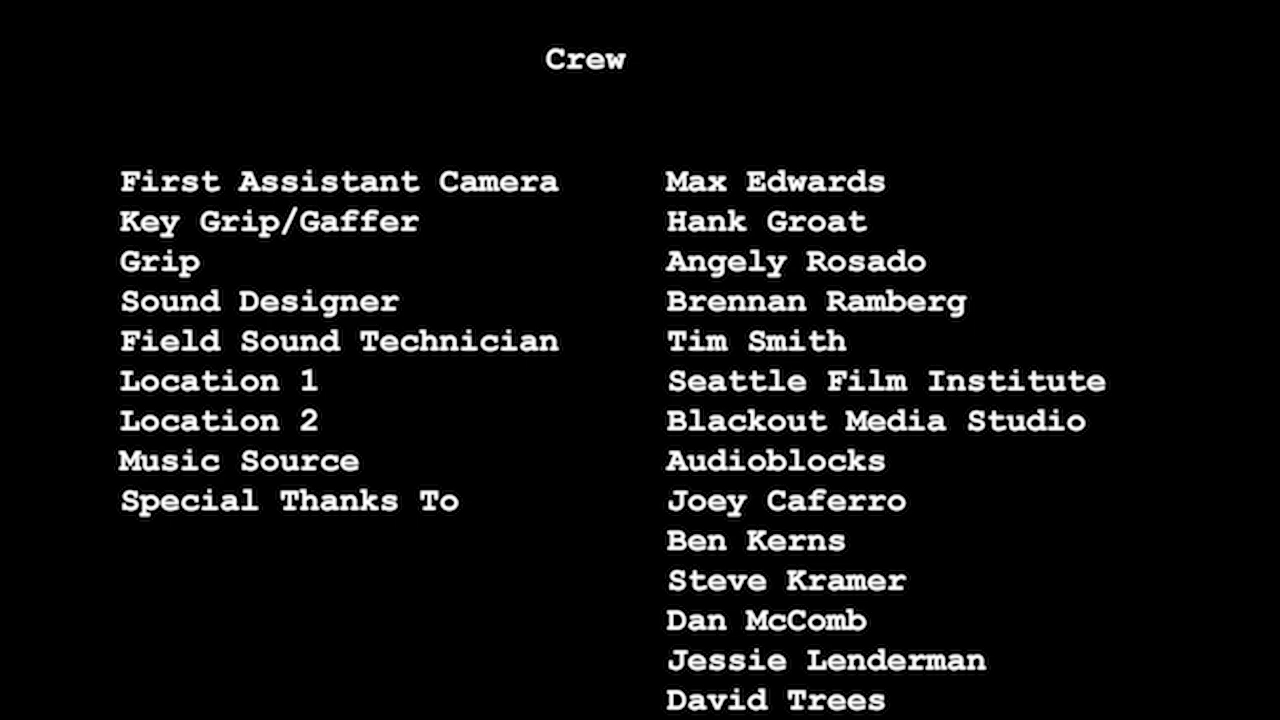 Crew
First Assistant Camera Max Edwards
Key Grip/Gaffer Hank Groat
Grip Angely Rosado
Sound Designer Brennan Ramberg
Field Sound Technician Tim Smith
Location 1 Seattle Film Institute
Location 2 Blackout Media Studio
Music Source Audioblocks
Special Thanks To Joey Caferro
Ben Kerns
Steve Kramer
Dan McComb
Jessie Lenderman
David Trees